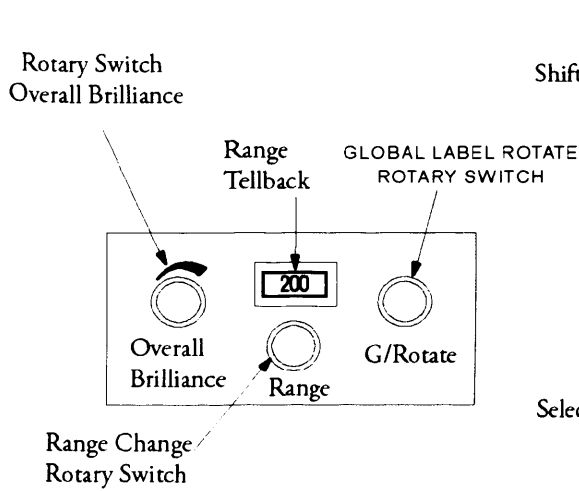 Rotary Switch
Overall Brilliance
Shift
Range
Tellback
GLOBAL LABEL ROTATE
ROTARY SWITCH
200
Overall
Brilliance
Range
G/Rotate
Range Change
Rotary Switch